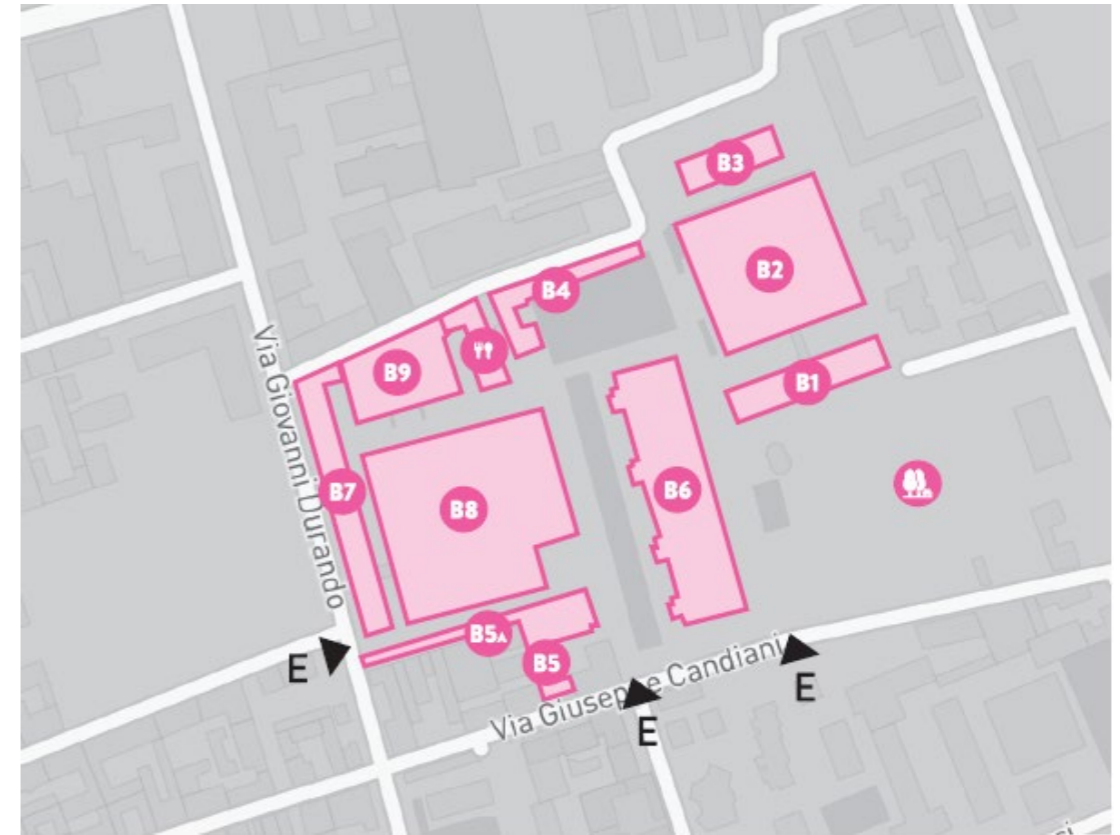 B3
B2
B4
B1
B9
Via Giovanni Durando
B7
B8
B6
B5A
B5
E
Via Giuseppe Candiani
E
E